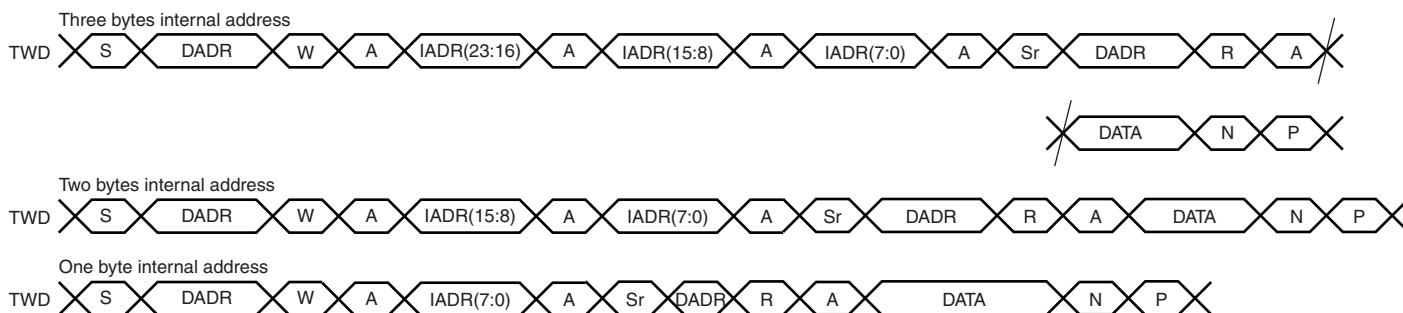 Three bytes internal address
TWD S DADR W A IADR(23:16) A IADR(15:8) A IADR(7:0) A Sr DADR R A
DATA N P
Two bytes internal address
TWD S DADR W A IADR(15:8) A IADR(7:0) A Sr DADR R A DATA N P
One byte internal address
TWD S DADR W A IADR(7:0) A Sr DADR R A DATA N P